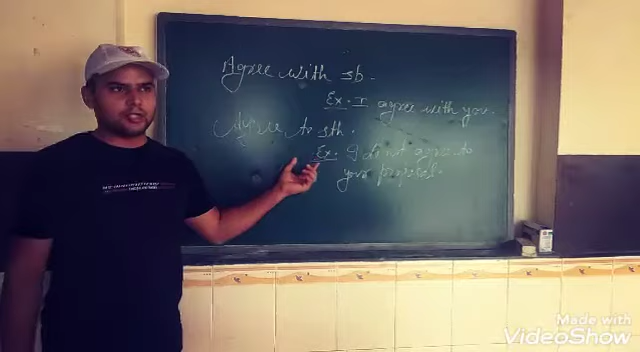 Agree with sb.
Ex. I agree with you.
Agree to sth.
Ex. I don't agree to
your proposal.
Made with
VideoShow